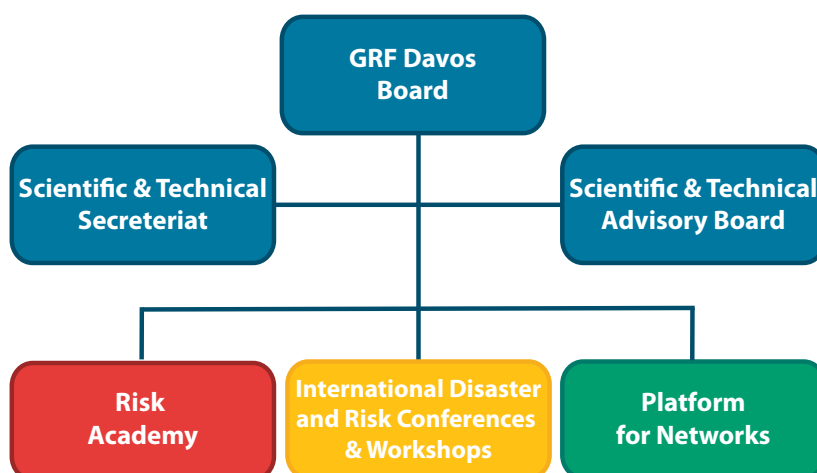 GRF Davos
Board
Scientific & Technical
Secreteriat
Scientific & Technical
Advisory Board
Risk
Academy
International Disaster
and Risk Conferences
& Workshops
Platform
for Networks